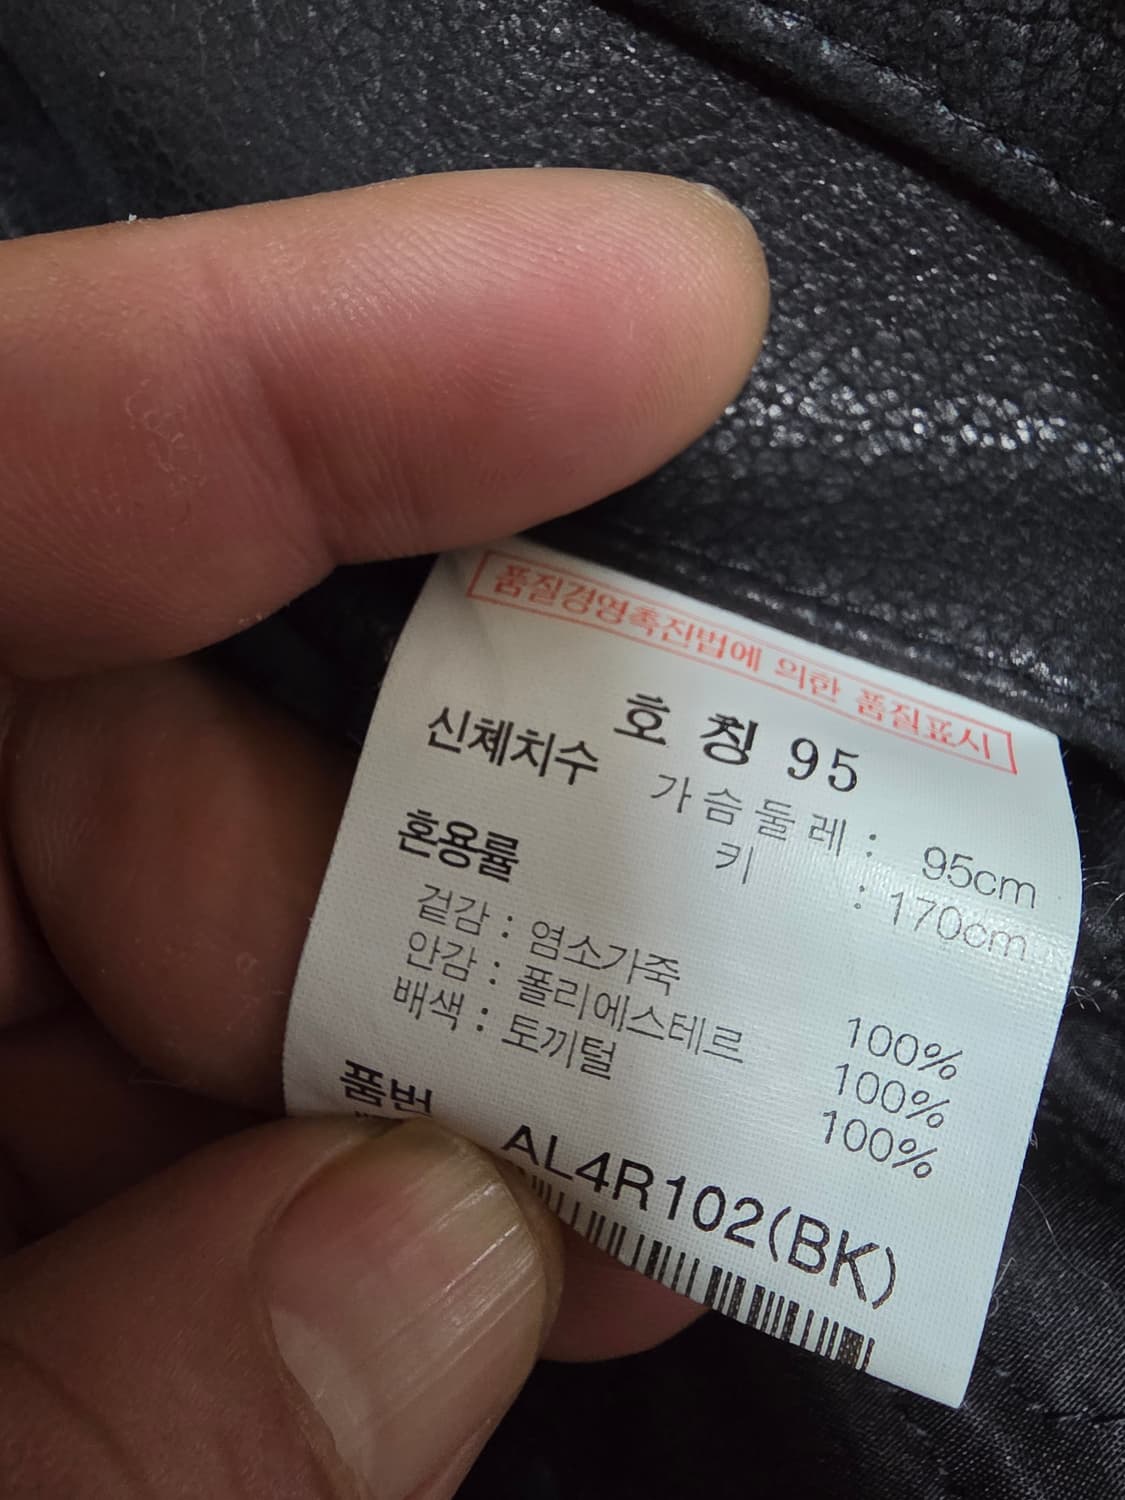 품질경영촉진법에 의한 품질표시
호 칭 95
신체치수 가슴둘레 : 95cm
키 : 170cm
혼용률
겉감 : 염소가죽 100%
안감 : 폴리에스테르 100%
배색 : 토끼털 100%
품번 AL4R102(BK)